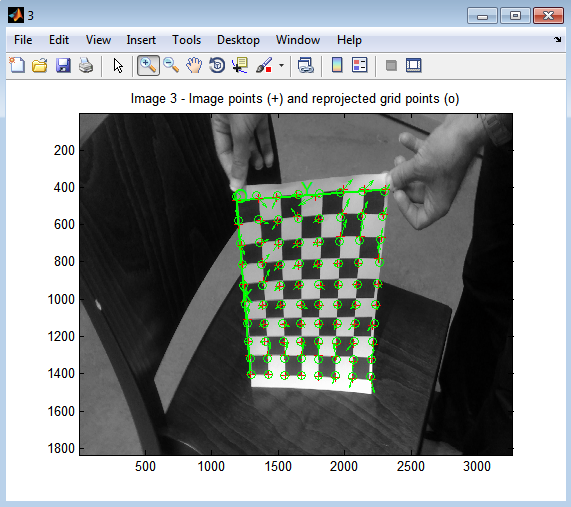 3
File Edit View Insert Tools Desktop Window Help
Image 3 - Image points (+) and reprojected grid points (o)
200
400
600
800
1000
1200
1400
1600
1800
500 1000 1500 2000 2500 3000
Y